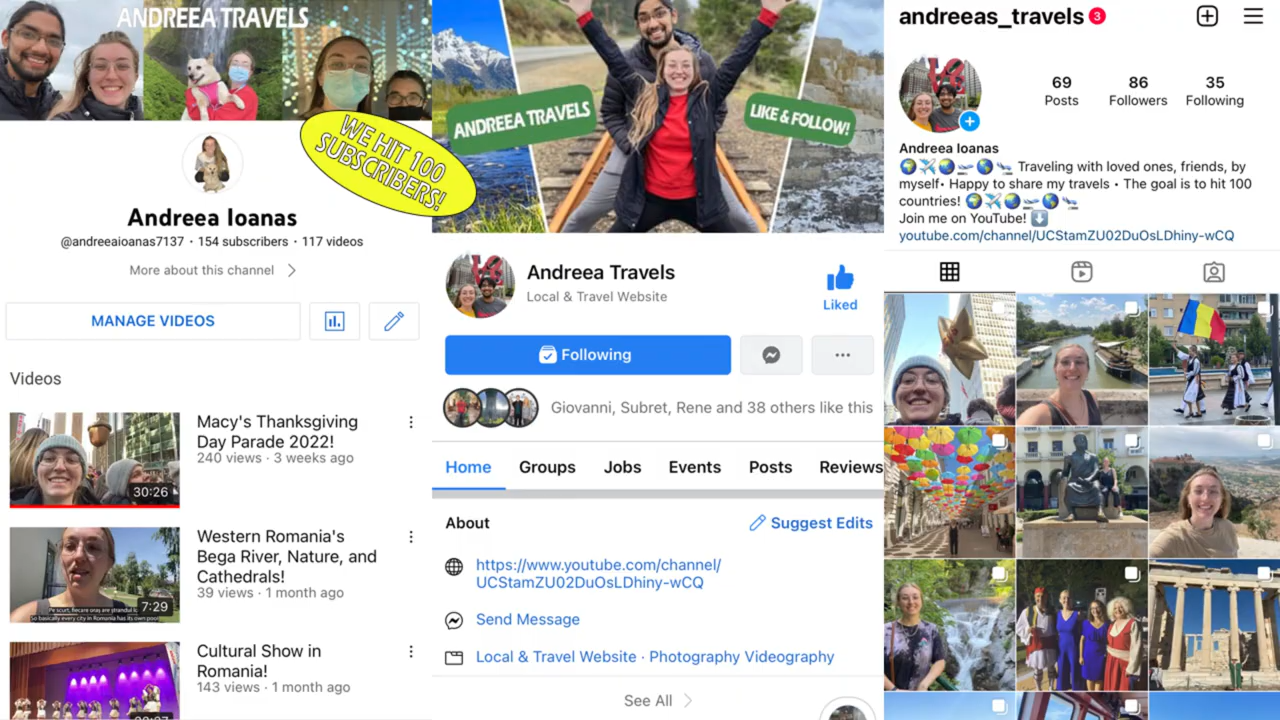 ANDREEA TRAVELS
WE HIT 100
SUBSCRIBERS!
Andreea Ioanas
@andreeaioanas7137 · 154 subscribers · 117 videos
More about this channel
MANAGE VIDEOS
Videos
Macy's Thanksgiving
Day Parade 2022!
240 views · 3 weeks ago
30:26
Western Romania's
Bega River, Nature, and
Cathedrals!
39 views · 1 month ago
7:29
Cultural Show in
Romania!
143 views · 1 month ago
ANDREEA TRAVELS
LIKE & FOLLOW!
Andreea Travels
Local & Travel Website
Liked
Following
Giovanni, Subret, Rene and 38 others like this
Home Groups Jobs Events Posts Reviews
About
Suggest Edits
https://www.youtube.com/channel/
UCStamZU02DuOsLDhiny-wCQ
Send Message
Local & Travel Website · Photography Videography
See All
andreeas_travels 3
69 86 35
Posts Followers Following
Andreea Ioanas
🌍✈️🌍🛫🌍🛬 Traveling with loved ones, friends, by
myself• Happy to share my travels • The goal is to hit 100
countries! 🌍✈️🌍🛫🌍🛬
Join me on YouTube! ⬇️
youtube.com/channel/UCStamZU02DuOsLDhiny-wCQ